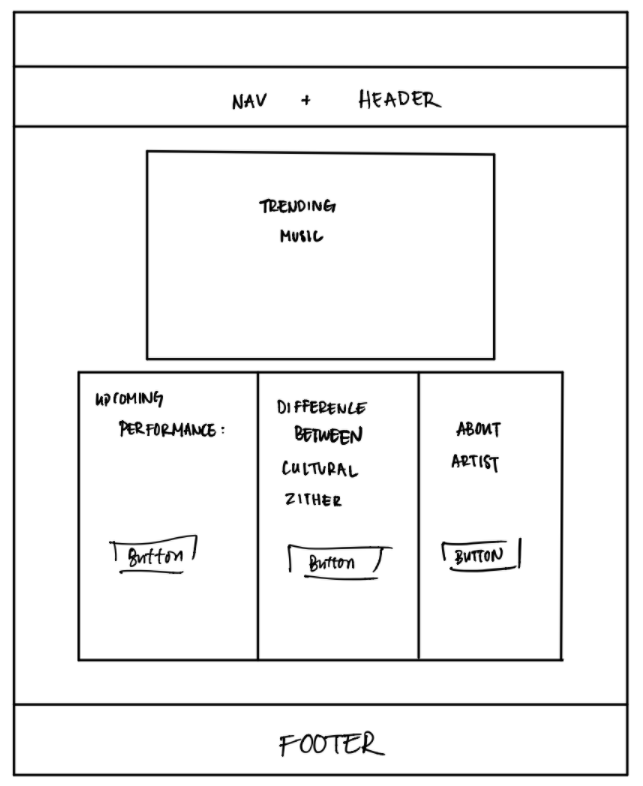 NAV + HEADER
TRENDING
MUSIC
UPCOMING
PERFORMANCE:
Button
DIFFERENCE
BETWEEN
CULTURAL
ZITHER
Button
ABOUT
ARTIST
BUTTON
FOOTER